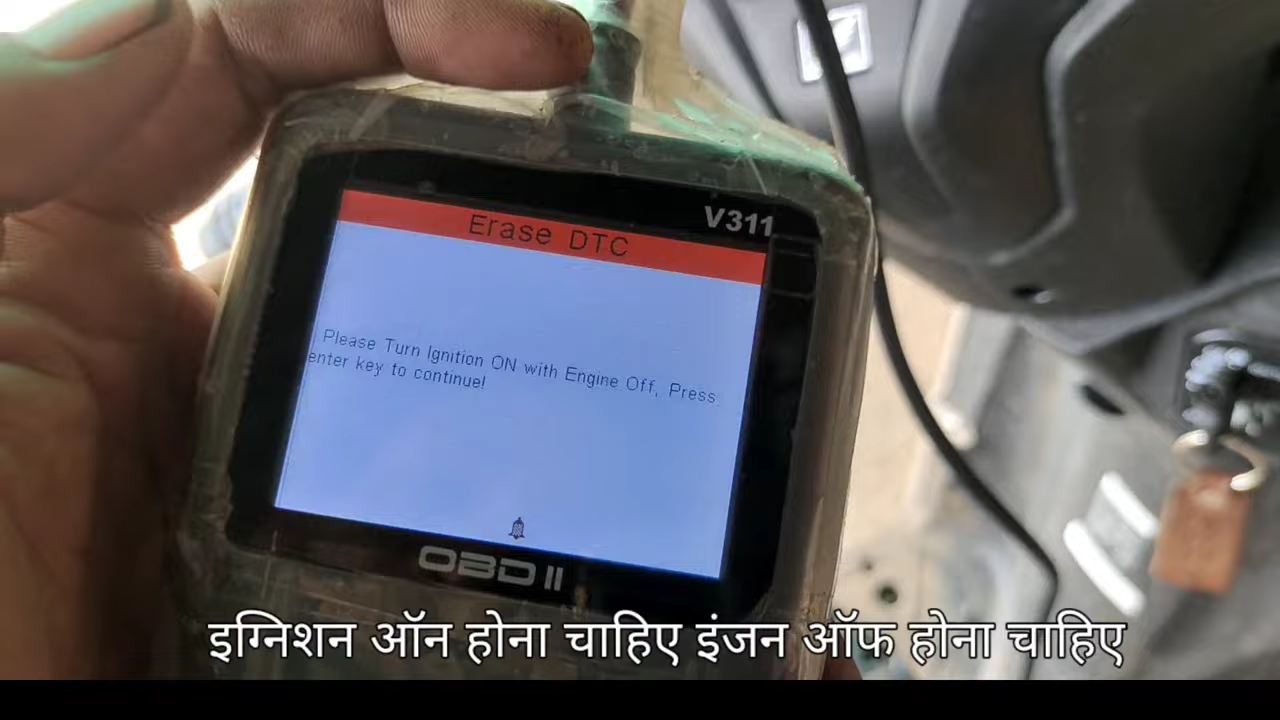 V311
Erase DTC
Please Turn Ignition ON with Engine Off, Press
enter key to continue!
OBD II
इग्निशन ऑन होना चाहिए इंजन ऑफ होना चाहिए